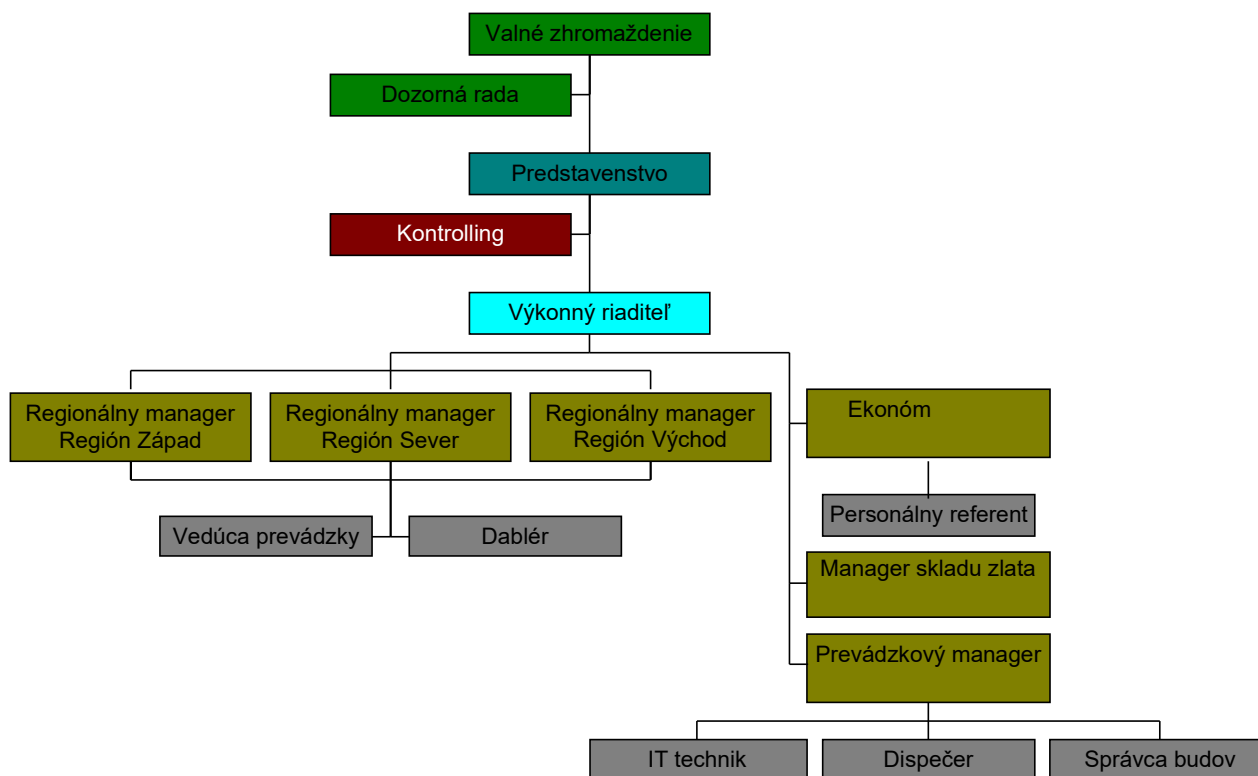 Valné zhromaždenie
Dozorná rada
Predstavenstvo
Kontrolling
Výkonný riaditeľ
Regionálny manager
Región Západ
Regionálny manager
Región Sever
Regionálny manager
Región Východ
Ekonóm
Personálny referent
Vedúca prevádzky
Dablér
Manager skladu zlata
Prevádzkový manager
IT technik
Dispečer
Správca budov